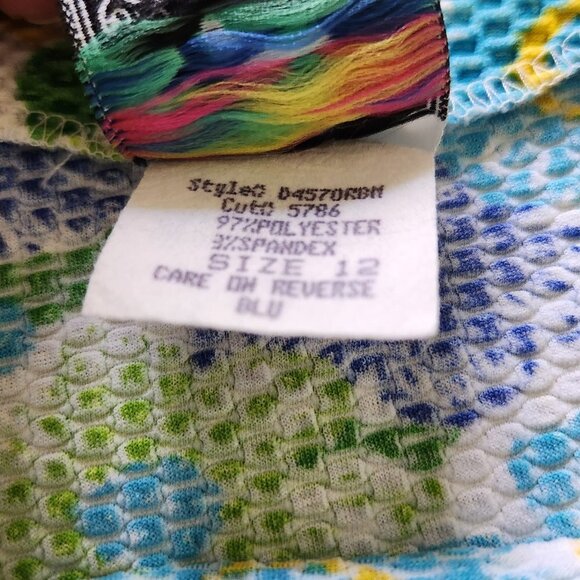 Style@ D4570RBM
Cut@ 5786
97%POLYESTER
3%SPANDEX
SIZE 12
CARE ON REVERSE
BLU